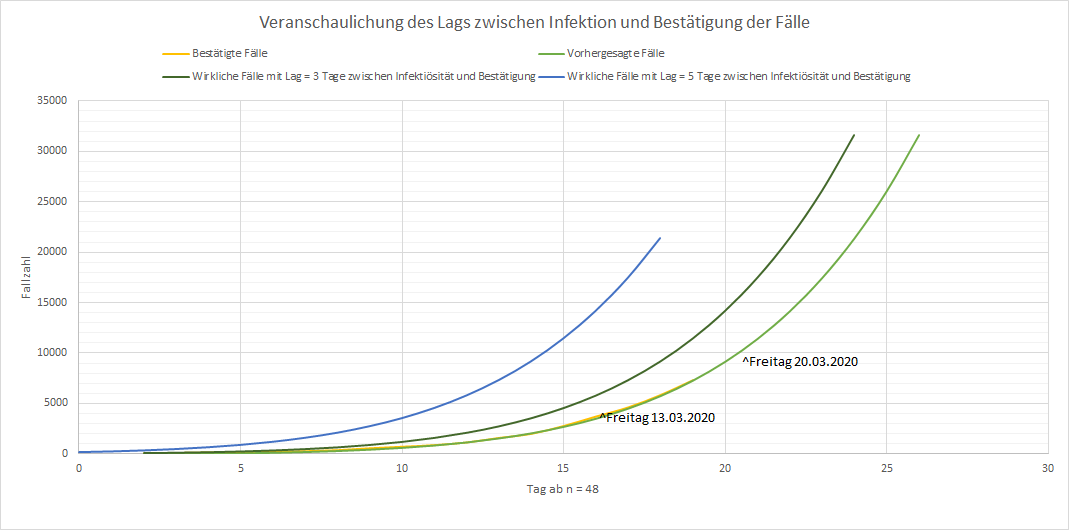 Veranschaulichung des Lags zwischen Infektion und Bestätigung der Fälle
Bestätigte Fälle
Vorhergesagte Fälle
Wirkliche Fälle mit Lag = 3 Tage zwischen Infektiösität und Bestätigung
Wirkliche Fälle mit Lag = 5 Tage zwischen Infektiösität und Bestätigung
35000
30000
25000
20000
15000
10000
5000
0
Fallzahl
^Freitag 20.03.2020
^Freitag 13.03.2020
0 5 10 15 20 25 30
Tag ab n = 48